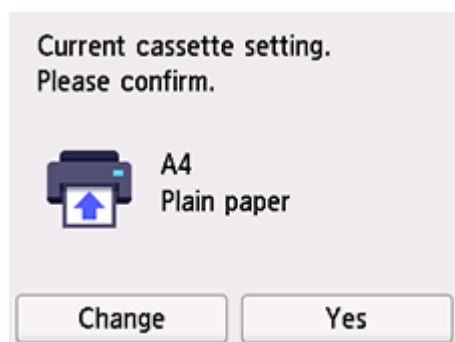 Current cassette setting.
Please confirm.
A4
Plain paper
Change
Yes